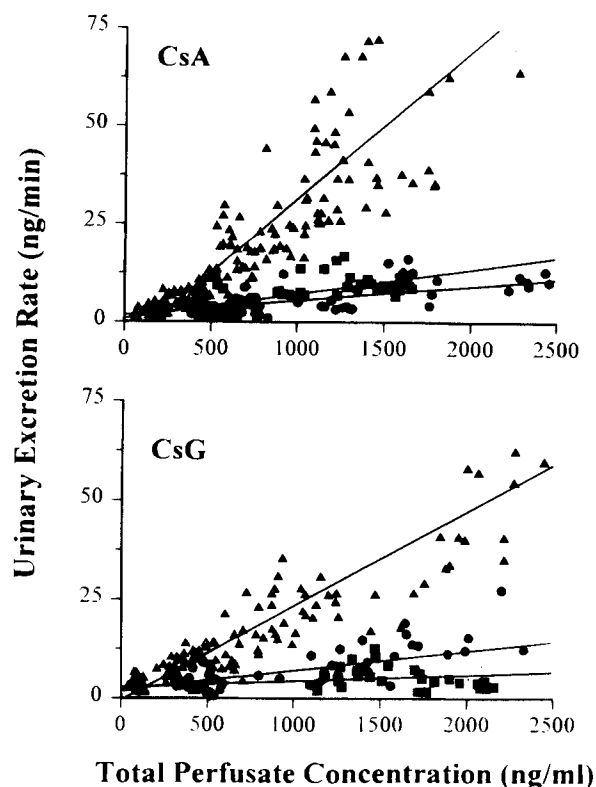 75
CsA
50
25
0
0 500 1000 1500 2000 2500
Urinary Excretion Rate (ng/min)
75
CsG
50
25
0
0 500 1000 1500 2000 2500
Total Perfusate Concentration (ng/ml)